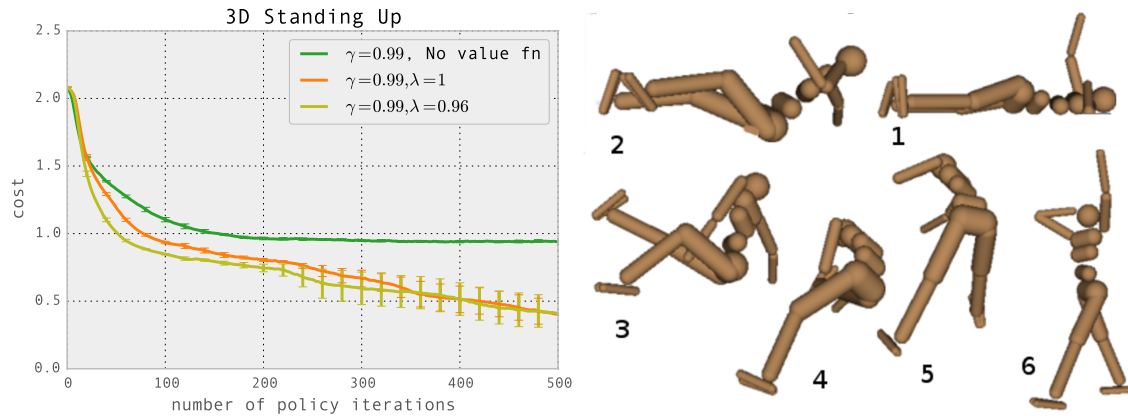 3D Standing Up
2.5
2.0
1.5
1.0
0.5
0.0
cost
γ=0.99, No value fn
γ=0.99,λ=1
γ=0.99,λ=0.96
0 100 200 300 400 500
number of policy iterations
2 1
3 4 5 6